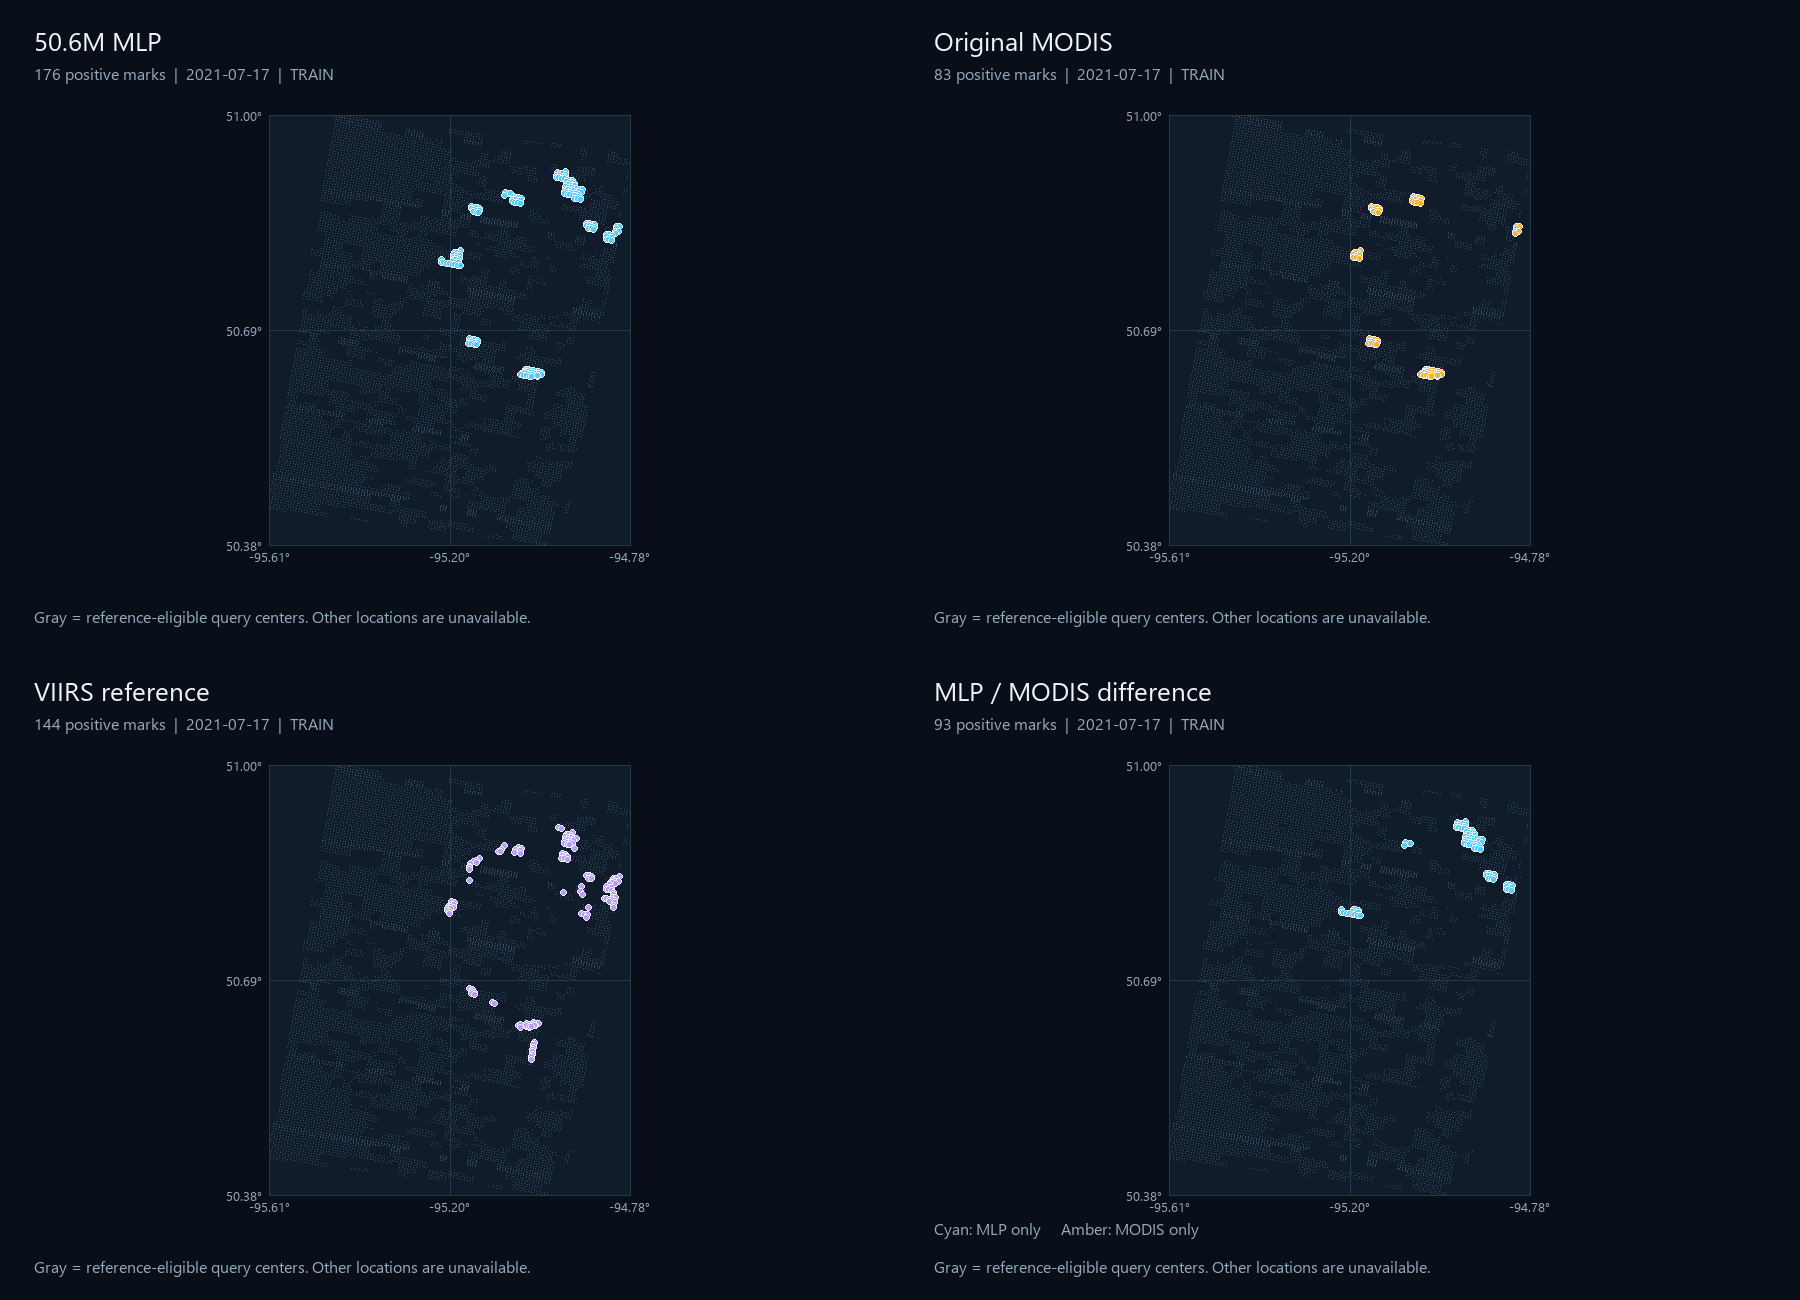 50.6M MLP
176 positive marks | 2021-07-17 | TRAIN
51.00°
50.69°
50.38°
-95.61°
-95.20°
-94.78°
Gray = reference-eligible query centers. Other locations are unavailable.
Original MODIS
83 positive marks | 2021-07-17 | TRAIN
51.00°
50.69°
50.38°
-95.61°
-95.20°
-94.78°
Gray = reference-eligible query centers. Other locations are unavailable.
VIIRS reference
144 positive marks | 2021-07-17 | TRAIN
51.00°
50.69°
50.38°
-95.61°
-95.20°
-94.78°
Gray = reference-eligible query centers. Other locations are unavailable.
MLP / MODIS difference
93 positive marks | 2021-07-17 | TRAIN
51.00°
50.69°
50.38°
-95.61°
-95.20°
-94.78°
Cyan: MLP only Amber: MODIS only
Gray = reference-eligible query centers. Other locations are unavailable.